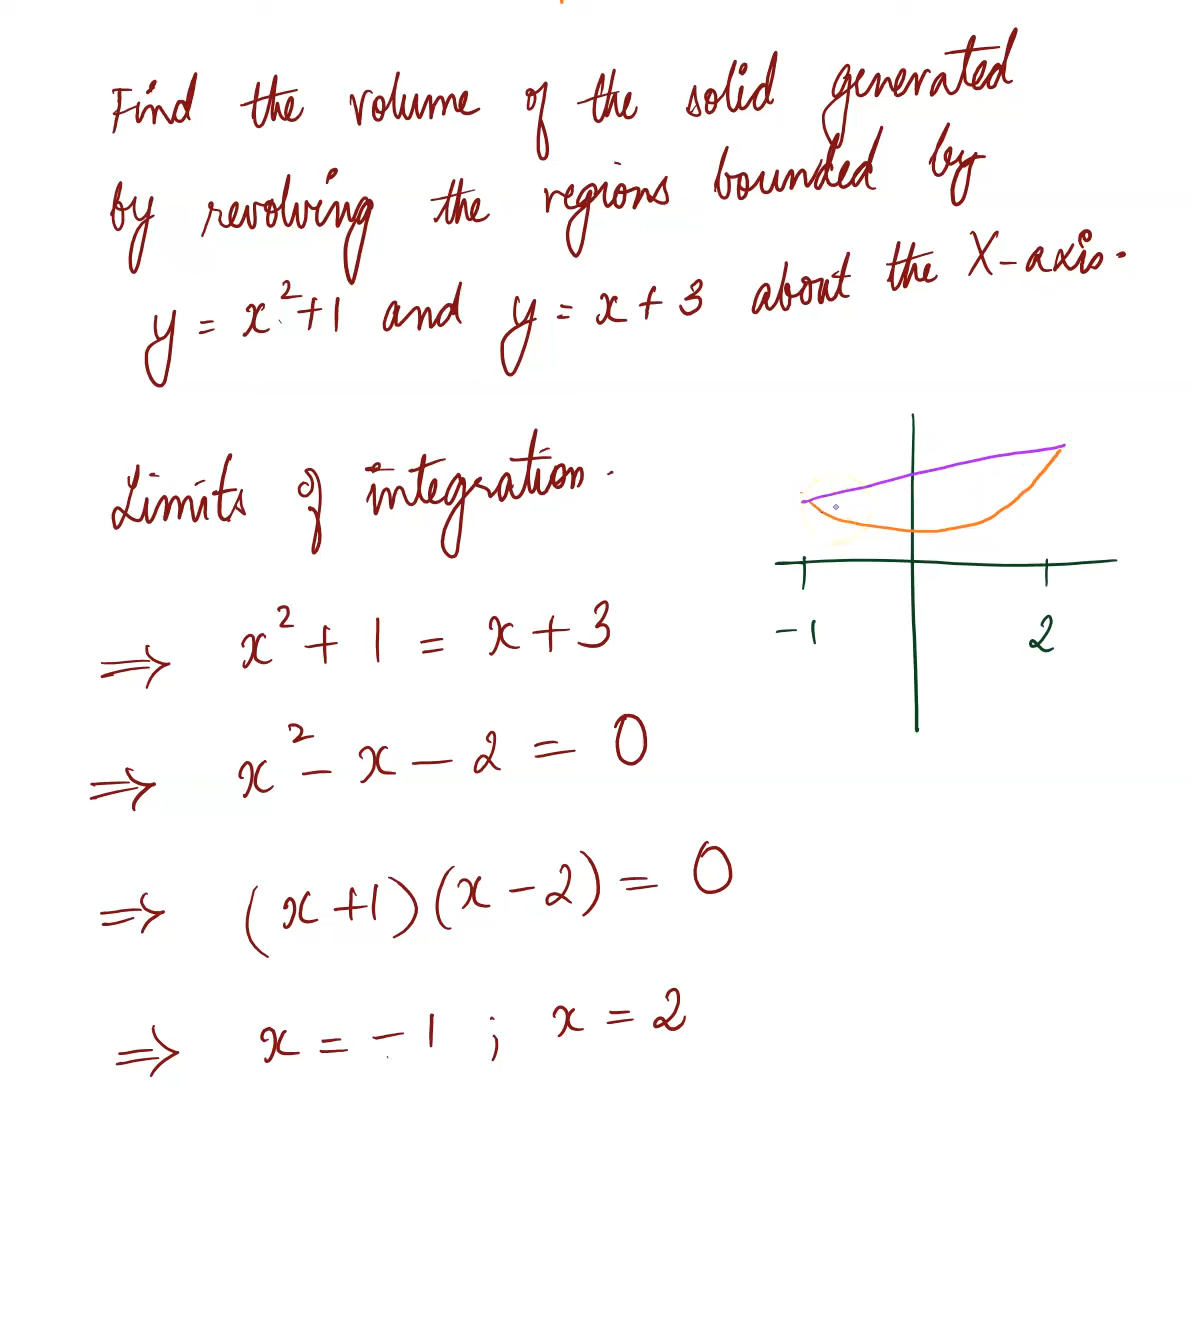 Find the volume of the solid generated
by revolving the regions bounded by
y = x²+1 and y = x+3 about the X-axis.
Limits of integration.
⇒ x² + 1 = x+3
-1 2
⇒ x² - x - 2 = 0
⇒ (x+1)(x-2) = 0
⇒ x = -1 ; x = 2